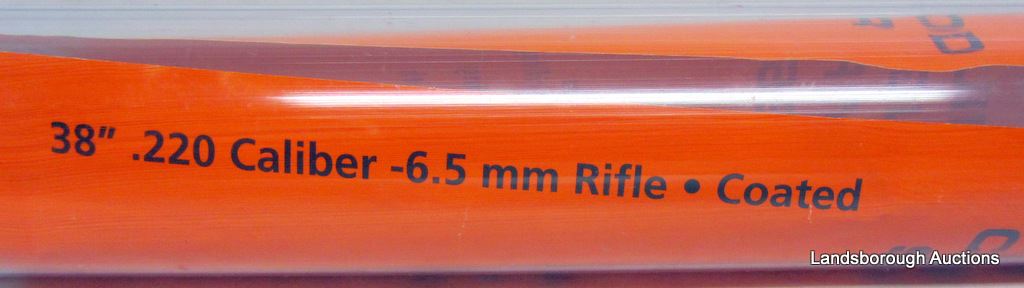 38" .220 Caliber -6.5 mm Rifle • Coated
Landsborough Auctions